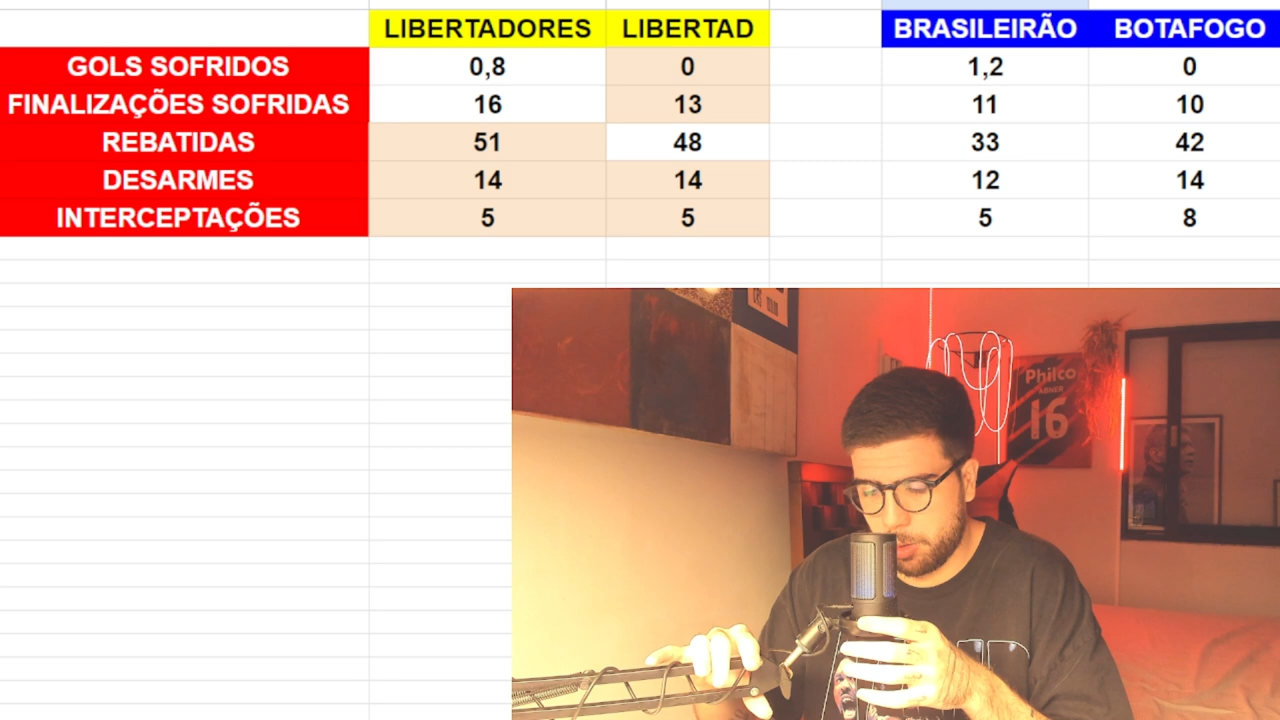 LIBERTADORES LIBERTAD BRASILEIRÃO BOTAFOGO
GOLS SOFRIDOS 0,8 0 1,2 0
FINALIZAÇÕES SOFRIDAS 16 13 11 10
REBATIDAS 51 48 33 42
DESARMES 14 14 12 14
INTERCEPTAÇÕES 5 5 5 8
Philco
ABNER
16